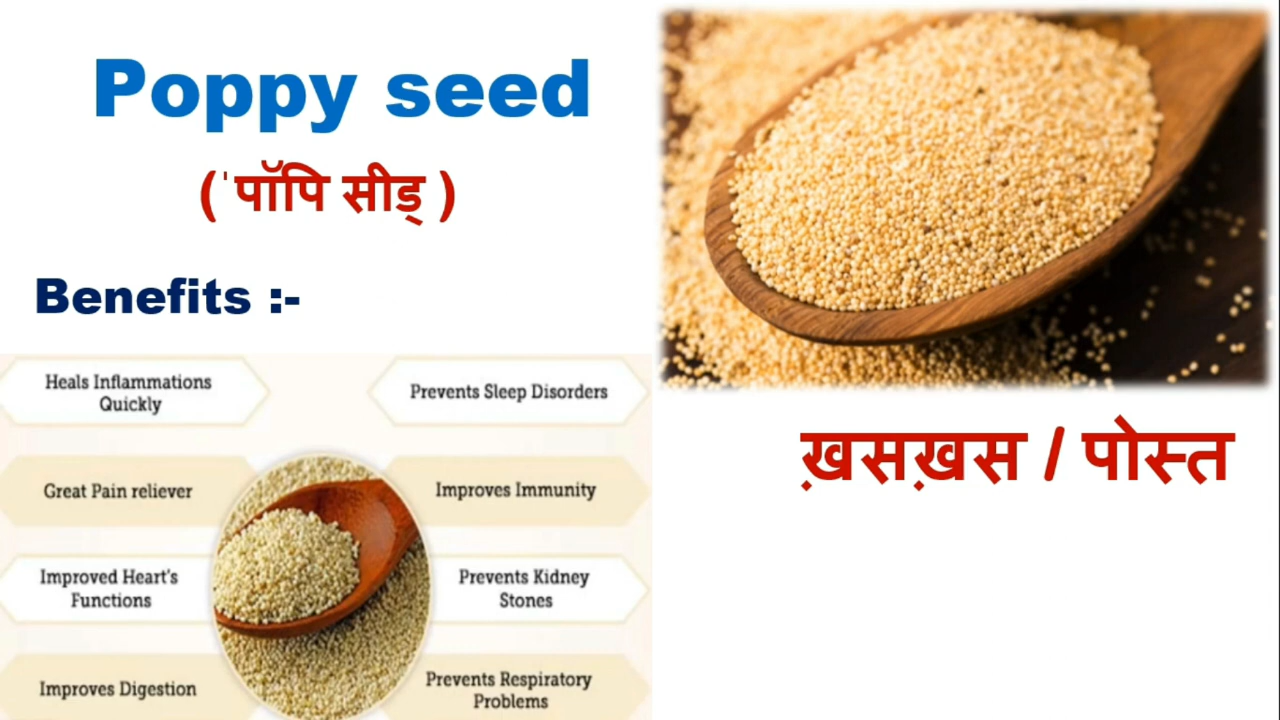 Poppy seed
('पॉपि सीड् )
Benefits :-
Heals Inflammations
Quickly
Prevents Sleep Disorders
Great Pain reliever
Improves Immunity
Improved Heart's
Functions
Prevents Kidney
Stones
Improves Digestion
Prevents Respiratory
Problems
ख़सख़स / पोस्त